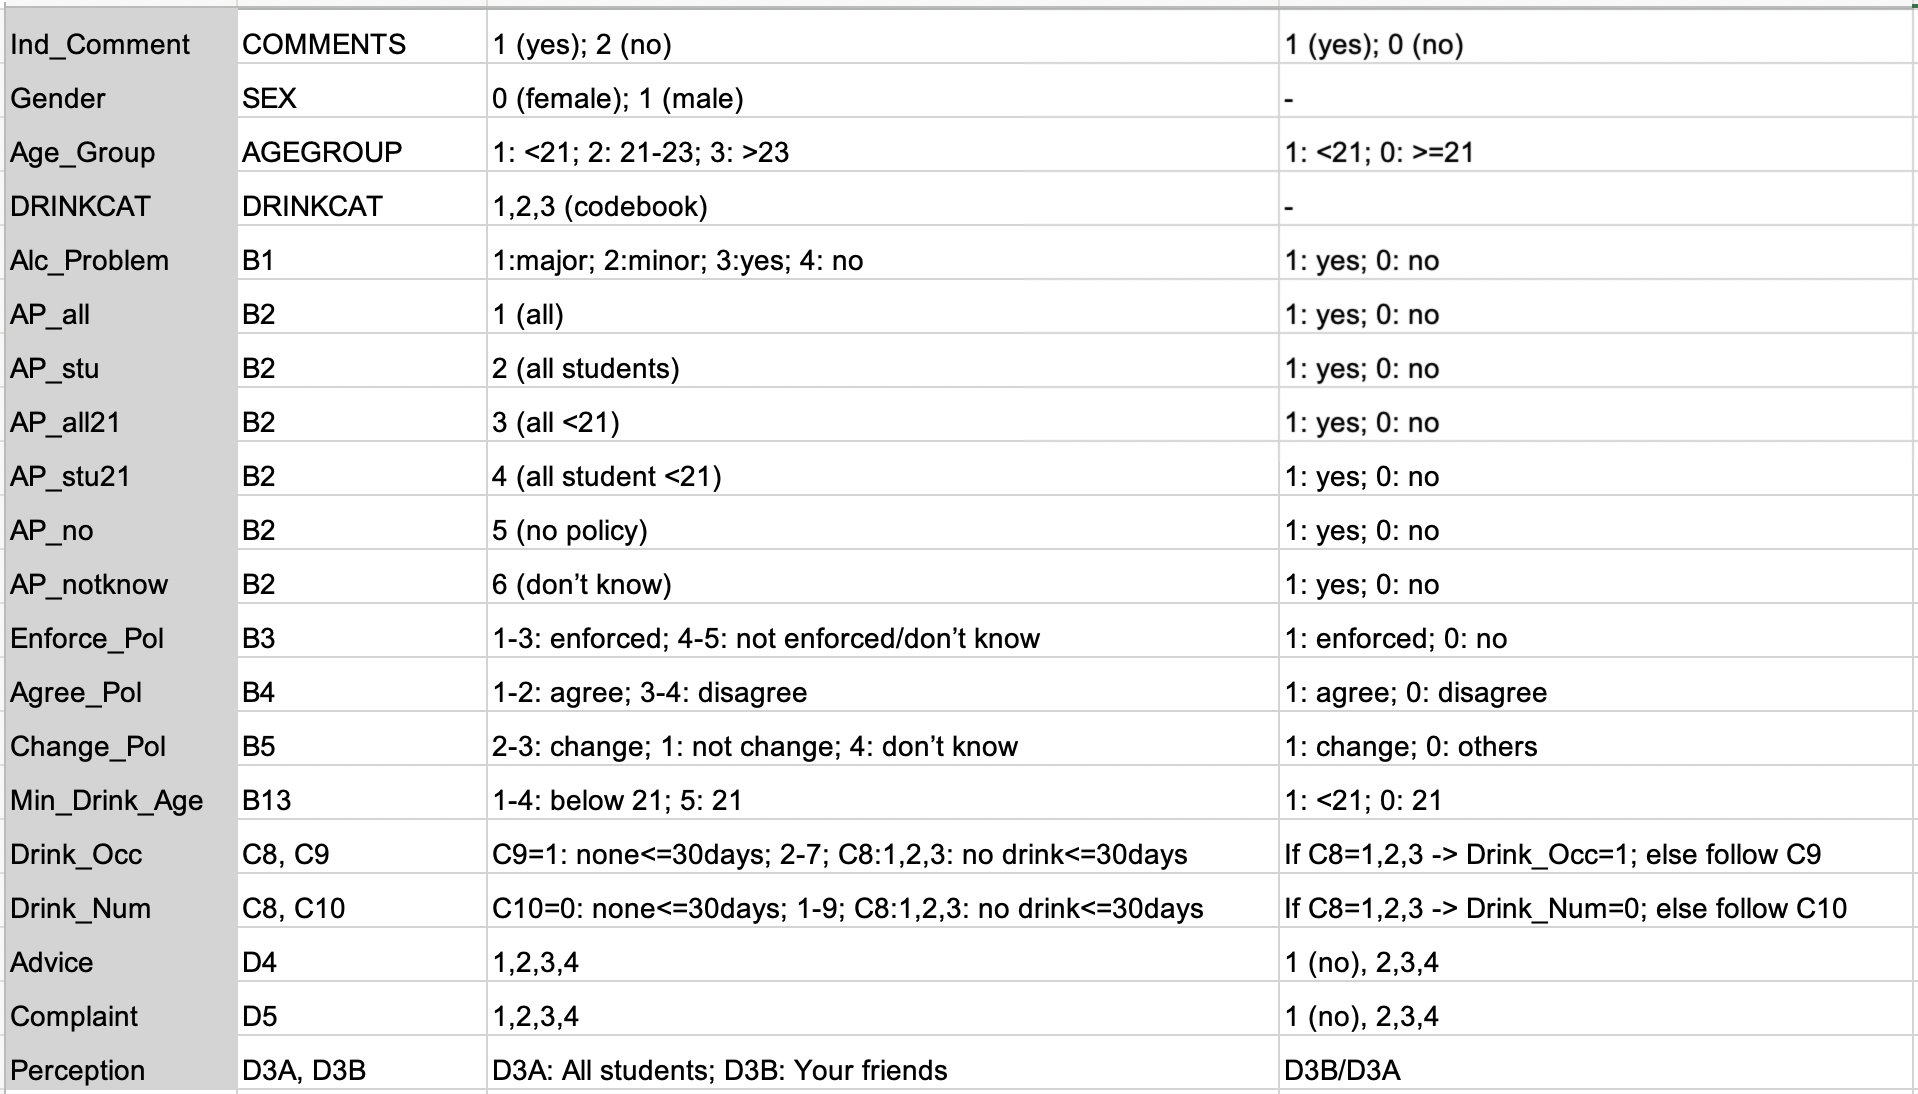 Ind_Comment COMMENTS 1 (yes); 2 (no) 1 (yes); 0 (no)
Gender SEX 0 (female); 1 (male) -
Age_Group AGEGROUP 1: <21; 2: 21-23; 3: >23 1: <21; 0: >=21
DRINKCAT DRINKCAT 1,2,3 (codebook) -
Alc_Problem B1 1:major; 2:minor; 3:yes; 4: no 1: yes; 0: no
AP_all B2 1 (all) 1: yes; 0: no
AP_stu B2 2 (all students) 1: yes; 0: no
AP_all21 B2 3 (all <21) 1: yes; 0: no
AP_stu21 B2 4 (all student <21) 1: yes; 0: no
AP_no B2 5 (no policy) 1: yes; 0: no
AP_notknow B2 6 (don’t know) 1: yes; 0: no
Enforce_Pol B3 1-3: enforced; 4-5: not enforced/don’t know 1: enforced; 0: no
Agree_Pol B4 1-2: agree; 3-4: disagree 1: agree; 0: disagree
Change_Pol B5 2-3: change; 1: not change; 4: don’t know 1: change; 0: others
Min_Drink_Age B13 1-4: below 21; 5: 21 1: <21; 0: 21
Drink_Occ C8, C9 C9=1: none<=30days; 2-7; C8:1,2,3: no drink<=30days If C8=1,2,3 -> Drink_Occ=1; else follow C9
Drink_Num C8, C10 C10=0: none<=30days; 1-9; C8:1,2,3: no drink<=30days If C8=1,2,3 -> Drink_Num=0; else follow C10
Advice D4 1,2,3,4 1 (no), 2,3,4
Complaint D5 1,2,3,4 1 (no), 2,3,4
Perception D3A, D3B D3A: All students; D3B: Your friends D3B/D3A